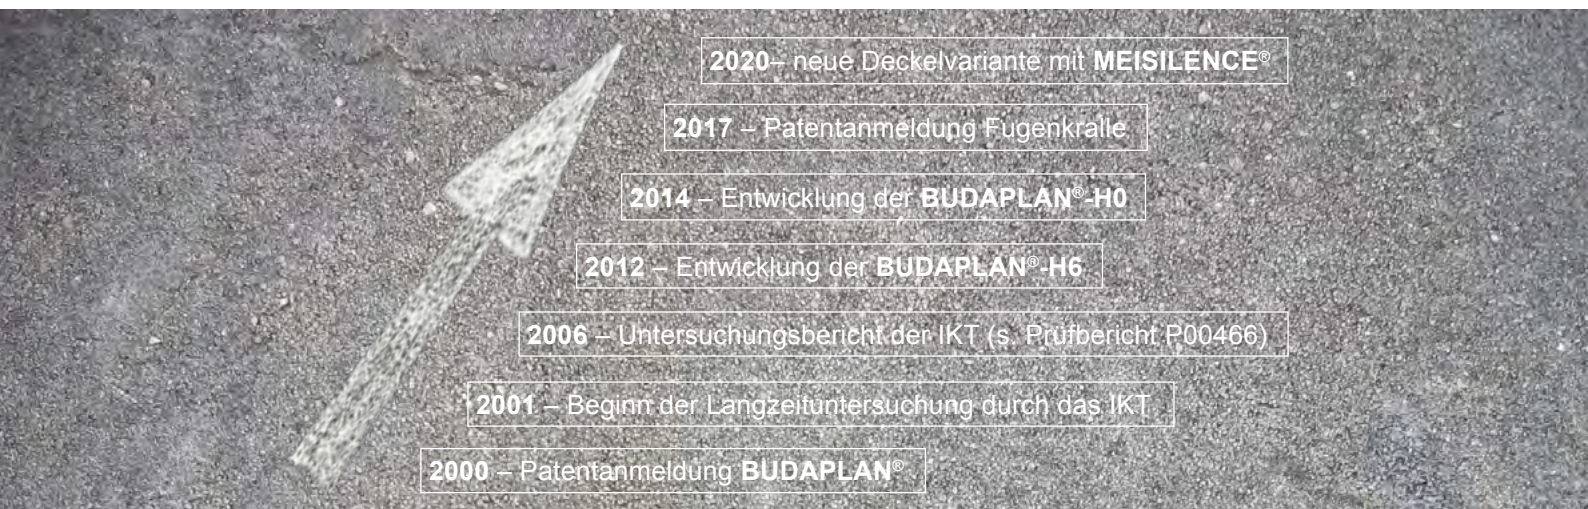 2020– neue Deckelvariante mit MEISILENCE®
2017 – Patentanmeldung Fugenkralle
2014 – Entwicklung der BUDAPLAN®-H0
2012 – Entwicklung der BUDAPLAN®-H6
2006 – Untersuchungsbericht der IKT (s. Prüfbericht P00466)
2001 – Beginn der Langzeituntersuchung durch das IKT
2000 – Patentanmeldung BUDAPLAN®